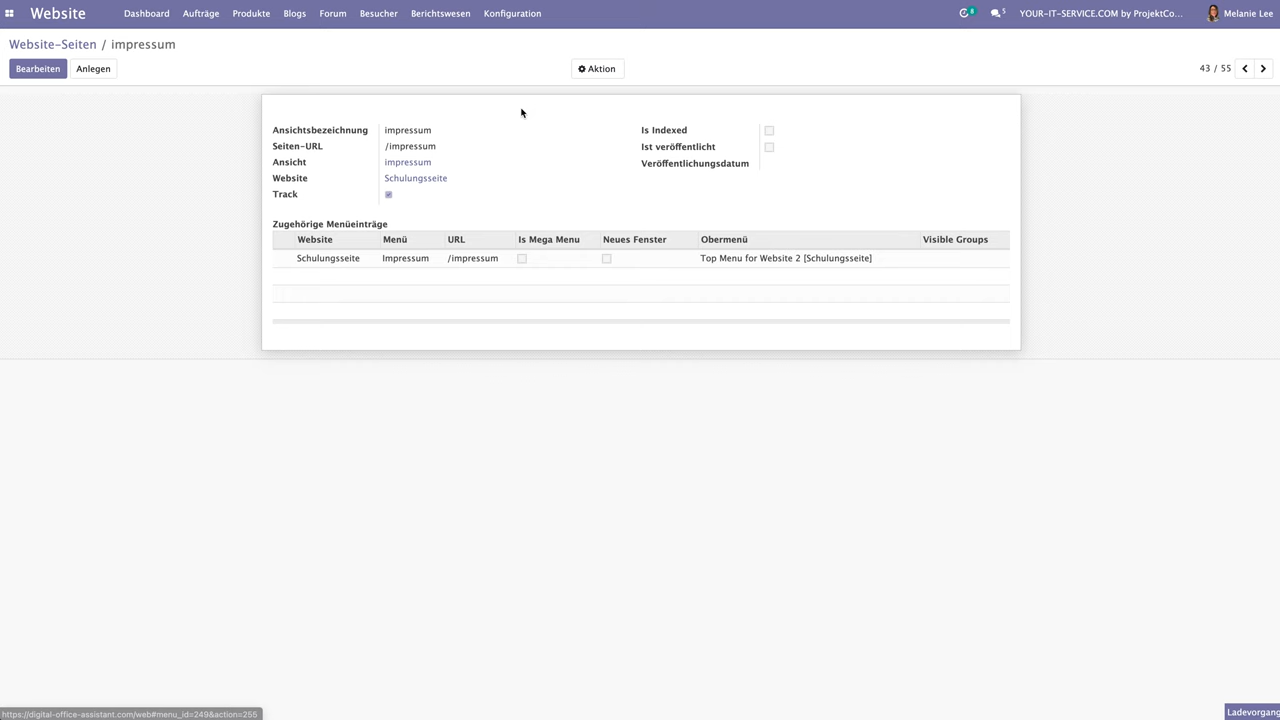 Website Dashboard Aufträge Produkte Blogs Forum Besucher Berichtswesen Konfiguration 8 5 YOUR-IT-SERVICE.COM by ProjektCo... Melanie Lee
Website-Seiten / impressum
Bearbeiten Anlegen Aktion 43 / 55
Ansichtsbezeichnung impressum Is Indexed
Seiten-URL /impressum Ist veröffentlicht
Ansicht impressum Veröffentlichungsdatum
Website Schulungsseite
Track
Zugehörige Menüeinträge
Website Menü URL Is Mega Menu Neues Fenster Obermenü Visible Groups
Schulungsseite Impressum /impressum Top Menu for Website 2 [Schulungsseite]
https://digital-office-assistant.com/web#menu_id=249&action=255 Ladevorgang